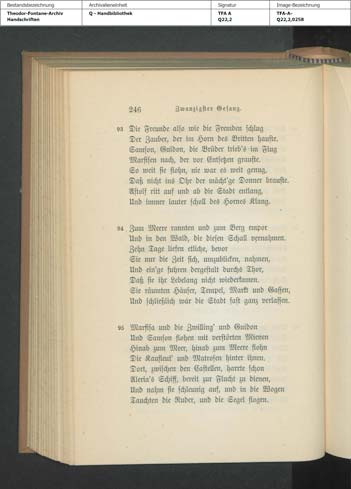 Bestandsbezeichnung Archivalieneinheit Signatur Image-Bezeichnung
Theodor-Fontane-Archiv Q - Handbibliothek TFA A TFA-A-
Handschriften Q22,2 Q22,2,0258
246 Zwanzigster Gesang.
93 Die Freunde also wie die Fremden schlug
Der Zauber, der im Horn des Britten hauste.
Samson, Guidon, die Brüder trieb's im Flug
Marfisen nach, der vor Entsetzen grauste.
So weit sie flohn, nie war es weit genug,
Daß nicht ins Ohr der mächt'ge Donner brauste.
Astolf ritt auf und ab die Stadt entlang,
Und immer lauter scholl des Hornes Klang.
94 Zum Meere rannten und zum Berg empor
Und in den Wald, die diesen Schall vernahmen.
Zehn Tage liefen etliche, bevor
Sie nur die Zeit sich, umzublicken, nahmen,
Und ein'ge fuhren dergestalt durchs Thor,
Daß sie ihr Lebelang nicht wiederkamen.
Sie räumten Häuser, Tempel, Markt und Gassen,
Und schließlich war die Stadt fast ganz verlassen.
95 Marfisa und die Zwilling' und Guidon
Und Samson flohen mit verstörten Mienen
Hinab zum Meer, hinab zum Meere flohn
Die Kaufleut' und Matrosen hinter ihnen.
Dort, zwischen den Castellen, harrte schon
Alerin's Schiff, bereit zur Flucht zu dienen,
Und nahm sie schleunig auf, und in die Wogen
Tauchten die Ruder, und die Segel flogen.